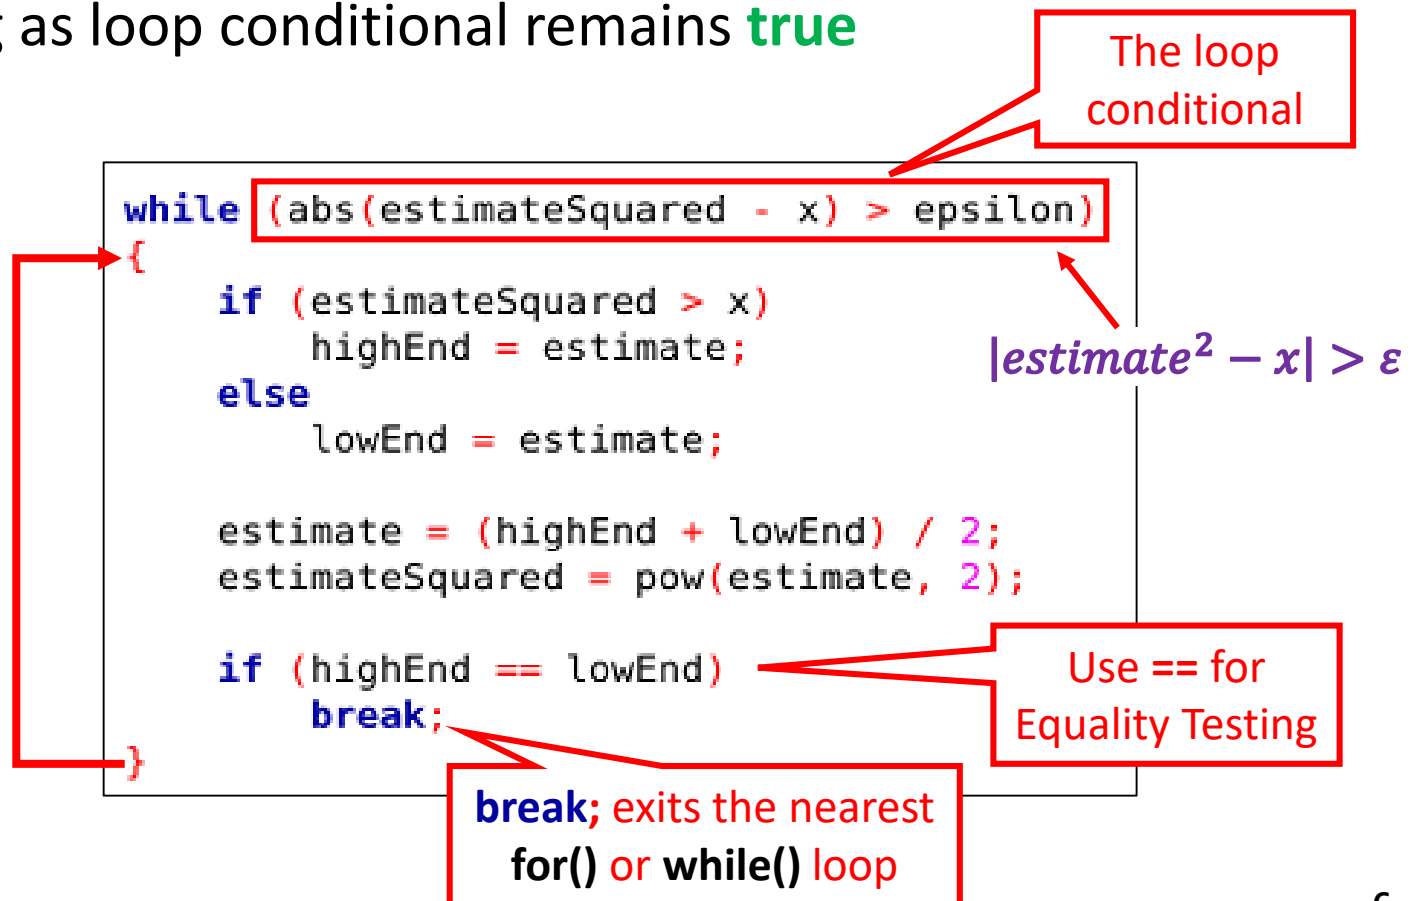 as loop conditional remains true
The loop
conditional
while (abs(estimateSquared - x) > epsilon)
{
if (estimateSquared > x)
highEnd = estimate;
|estimate² − x| > ε
else
lowEnd = estimate;
estimate = (highEnd + lowEnd) / 2;
estimateSquared = pow(estimate, 2);
if (highEnd == lowEnd)
break;
Use == for
Equality Testing
}
break; exits the nearest
for() or while() loop